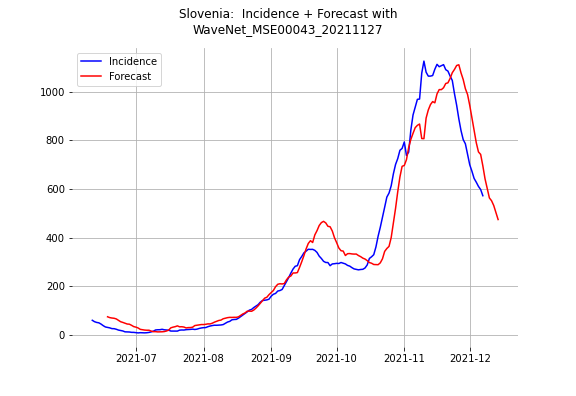 Slovenia:  Incidence + Forecast with
WaveNet_MSE00043_20211127
Incidence
Forecast
1000
800
600
400
200
0
2021-07 2021-08 2021-09 2021-10 2021-11 2021-12